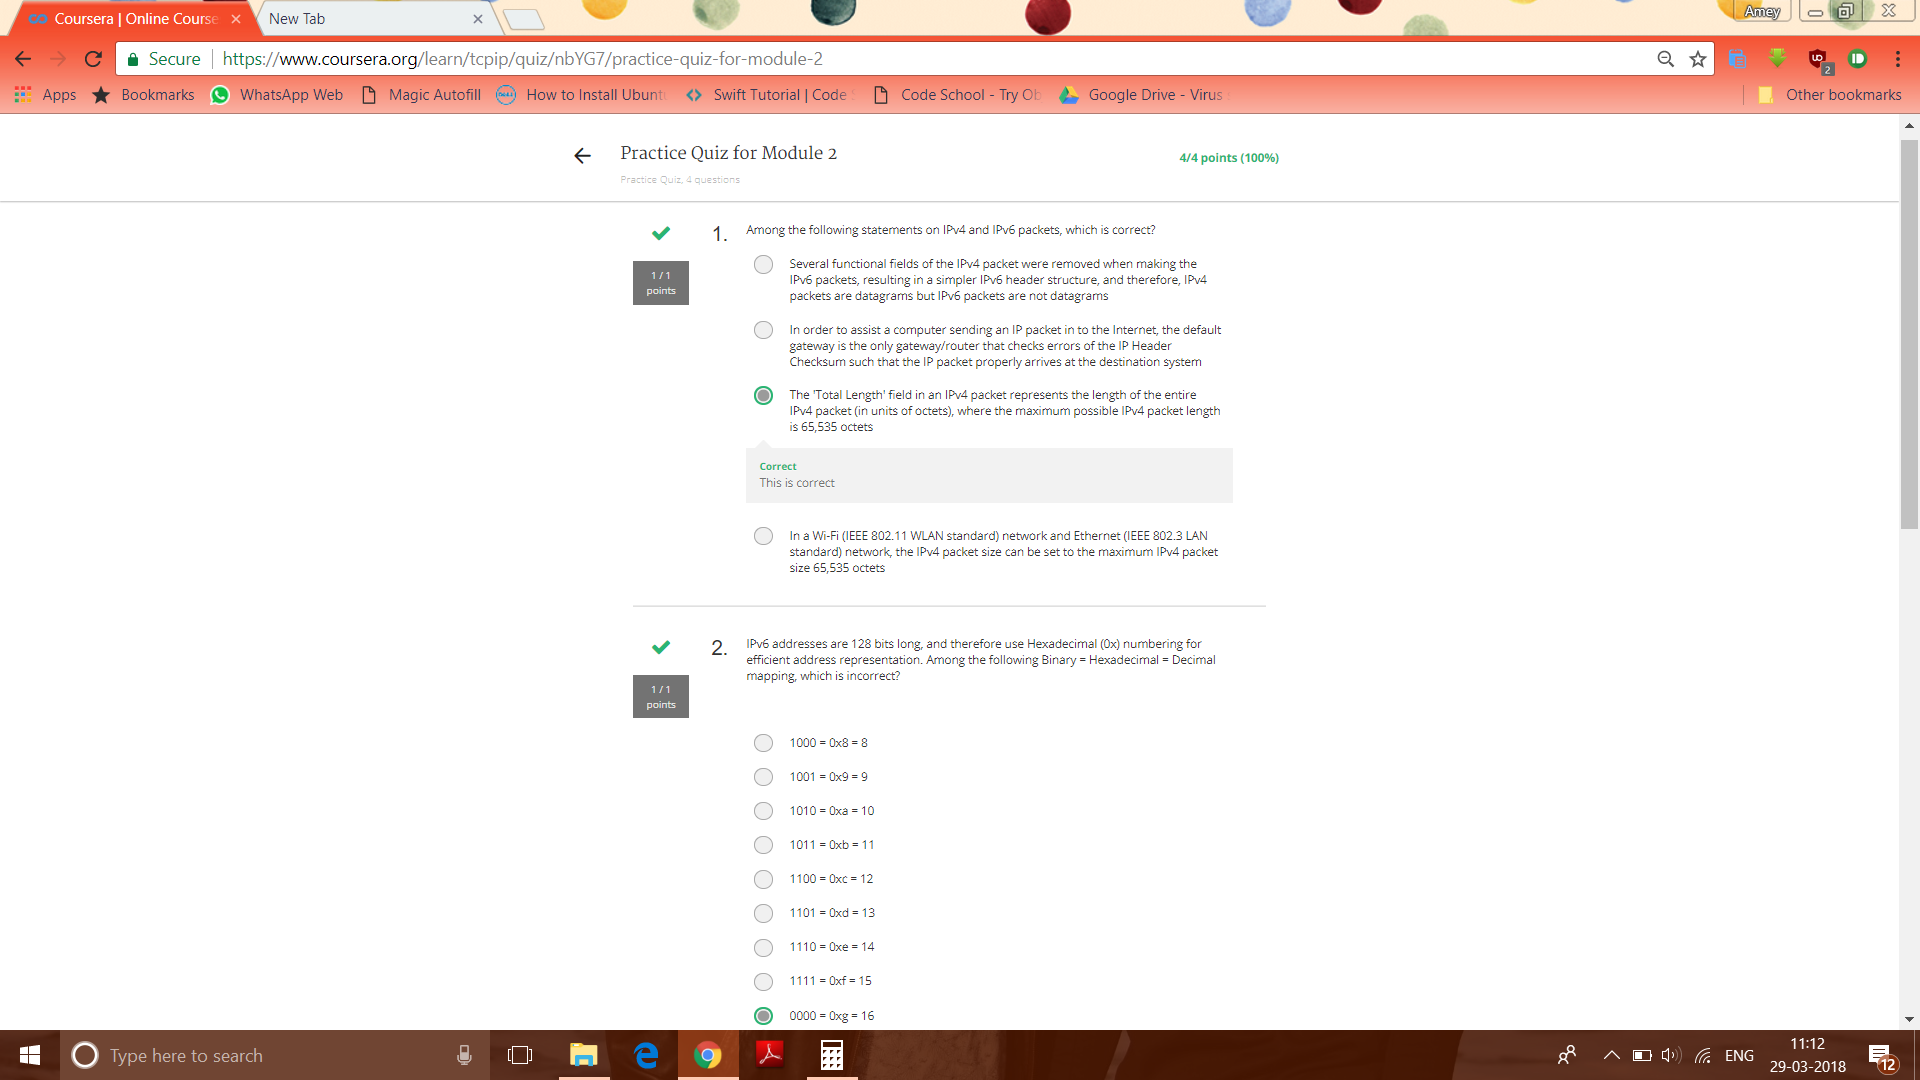 Coursera | Online Course
New Tab
Amey
Secure
https://www.coursera.org/learn/tcpip/quiz/nbYG7/practice-quiz-for-module-2
2
Apps
Bookmarks
WhatsApp Web
Magic Autofill
How to Install Ubuntu
Swift Tutorial | Code S
Code School - Try Ob
Google Drive - Virus
Other bookmarks
Practice Quiz for Module 2
4/4 points (100%)
Practice Quiz, 4 questions
1.
Among the following statements on IPv4 and IPv6 packets, which is correct?
1 / 1
points
Several functional fields of the IPv4 packet were removed when making the
IPv6 packets, resulting in a simpler IPv6 header structure, and therefore, IPv4
packets are datagrams but IPv6 packets are not datagrams
In order to assist a computer sending an IP packet in to the Internet, the default
gateway is the only gateway/router that checks errors of the IP Header
Checksum such that the IP packet properly arrives at the destination system
The 'Total Length' field in an IPv4 packet represents the length of the entire
IPv4 packet (in units of octets), where the maximum possible IPv4 packet length
is 65,535 octets
Correct
This is correct
In a Wi-Fi (IEEE 802.11 WLAN standard) network and Ethernet (IEEE 802.3 LAN
standard) network, the IPv4 packet size can be set to the maximum IPv4 packet
size 65,535 octets
2.
IPv6 addresses are 128 bits long, and therefore use Hexadecimal (0x) numbering for
efficient address representation. Among the following Binary = Hexadecimal = Decimal
mapping, which is incorrect?
1 / 1
points
1000 = 0x8 = 8
1001 = 0x9 = 9
1010 = 0xa = 10
1011 = 0xb = 11
1100 = 0xc = 12
1101 = 0xd = 13
1110 = 0xe = 14
1111 = 0xf = 15
0000 = 0xg = 16
Type here to search
ENG
11:12
29-03-2018
12